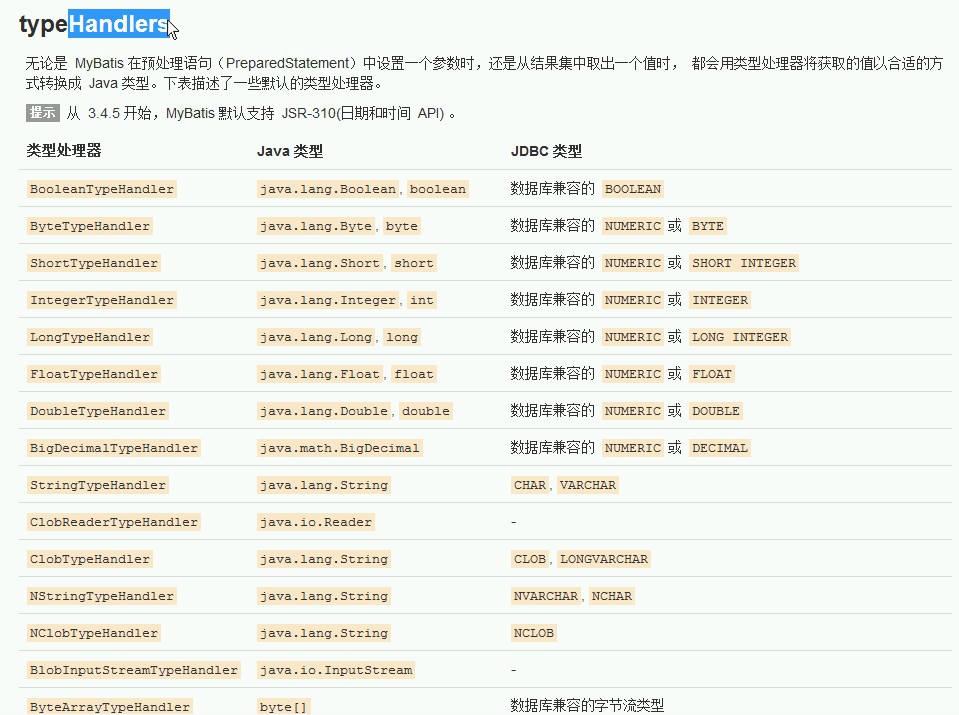 typeHandlers
无论是 MyBatis 在预处理语句（PreparedStatement）中设置一个参数时，还是从结果集中取出一个值时， 都会用类型处理器将获取的值以合适的方
式转换成 Java 类型。下表描述了一些默认的类型处理器。
提示 从 3.4.5 开始，MyBatis 默认支持 JSR-310(日期和时间 API) 。
类型处理器 Java 类型 JDBC 类型
BooleanTypeHandler java.lang.Boolean, boolean 数据库兼容的 BOOLEAN
ByteTypeHandler java.lang.Byte, byte 数据库兼容的 NUMERIC 或 BYTE
ShortTypeHandler java.lang.Short, short 数据库兼容的 NUMERIC 或 SHORT INTEGER
IntegerTypeHandler java.lang.Integer, int 数据库兼容的 NUMERIC 或 INTEGER
LongTypeHandler java.lang.Long, long 数据库兼容的 NUMERIC 或 LONG INTEGER
FloatTypeHandler java.lang.Float, float 数据库兼容的 NUMERIC 或 FLOAT
DoubleTypeHandler java.lang.Double, double 数据库兼容的 NUMERIC 或 DOUBLE
BigDecimalTypeHandler java.math.BigDecimal 数据库兼容的 NUMERIC 或 DECIMAL
StringTypeHandler java.lang.String CHAR, VARCHAR
ClobReaderTypeHandler java.io.Reader -
ClobTypeHandler java.lang.String CLOB, LONGVARCHAR
NStringTypeHandler java.lang.String NVARCHAR, NCHAR
NClobTypeHandler java.lang.String NCLOB
BlobInputStreamTypeHandler java.io.InputStream -
ByteArrayTypeHandler byte[] 数据库兼容的字节流类型